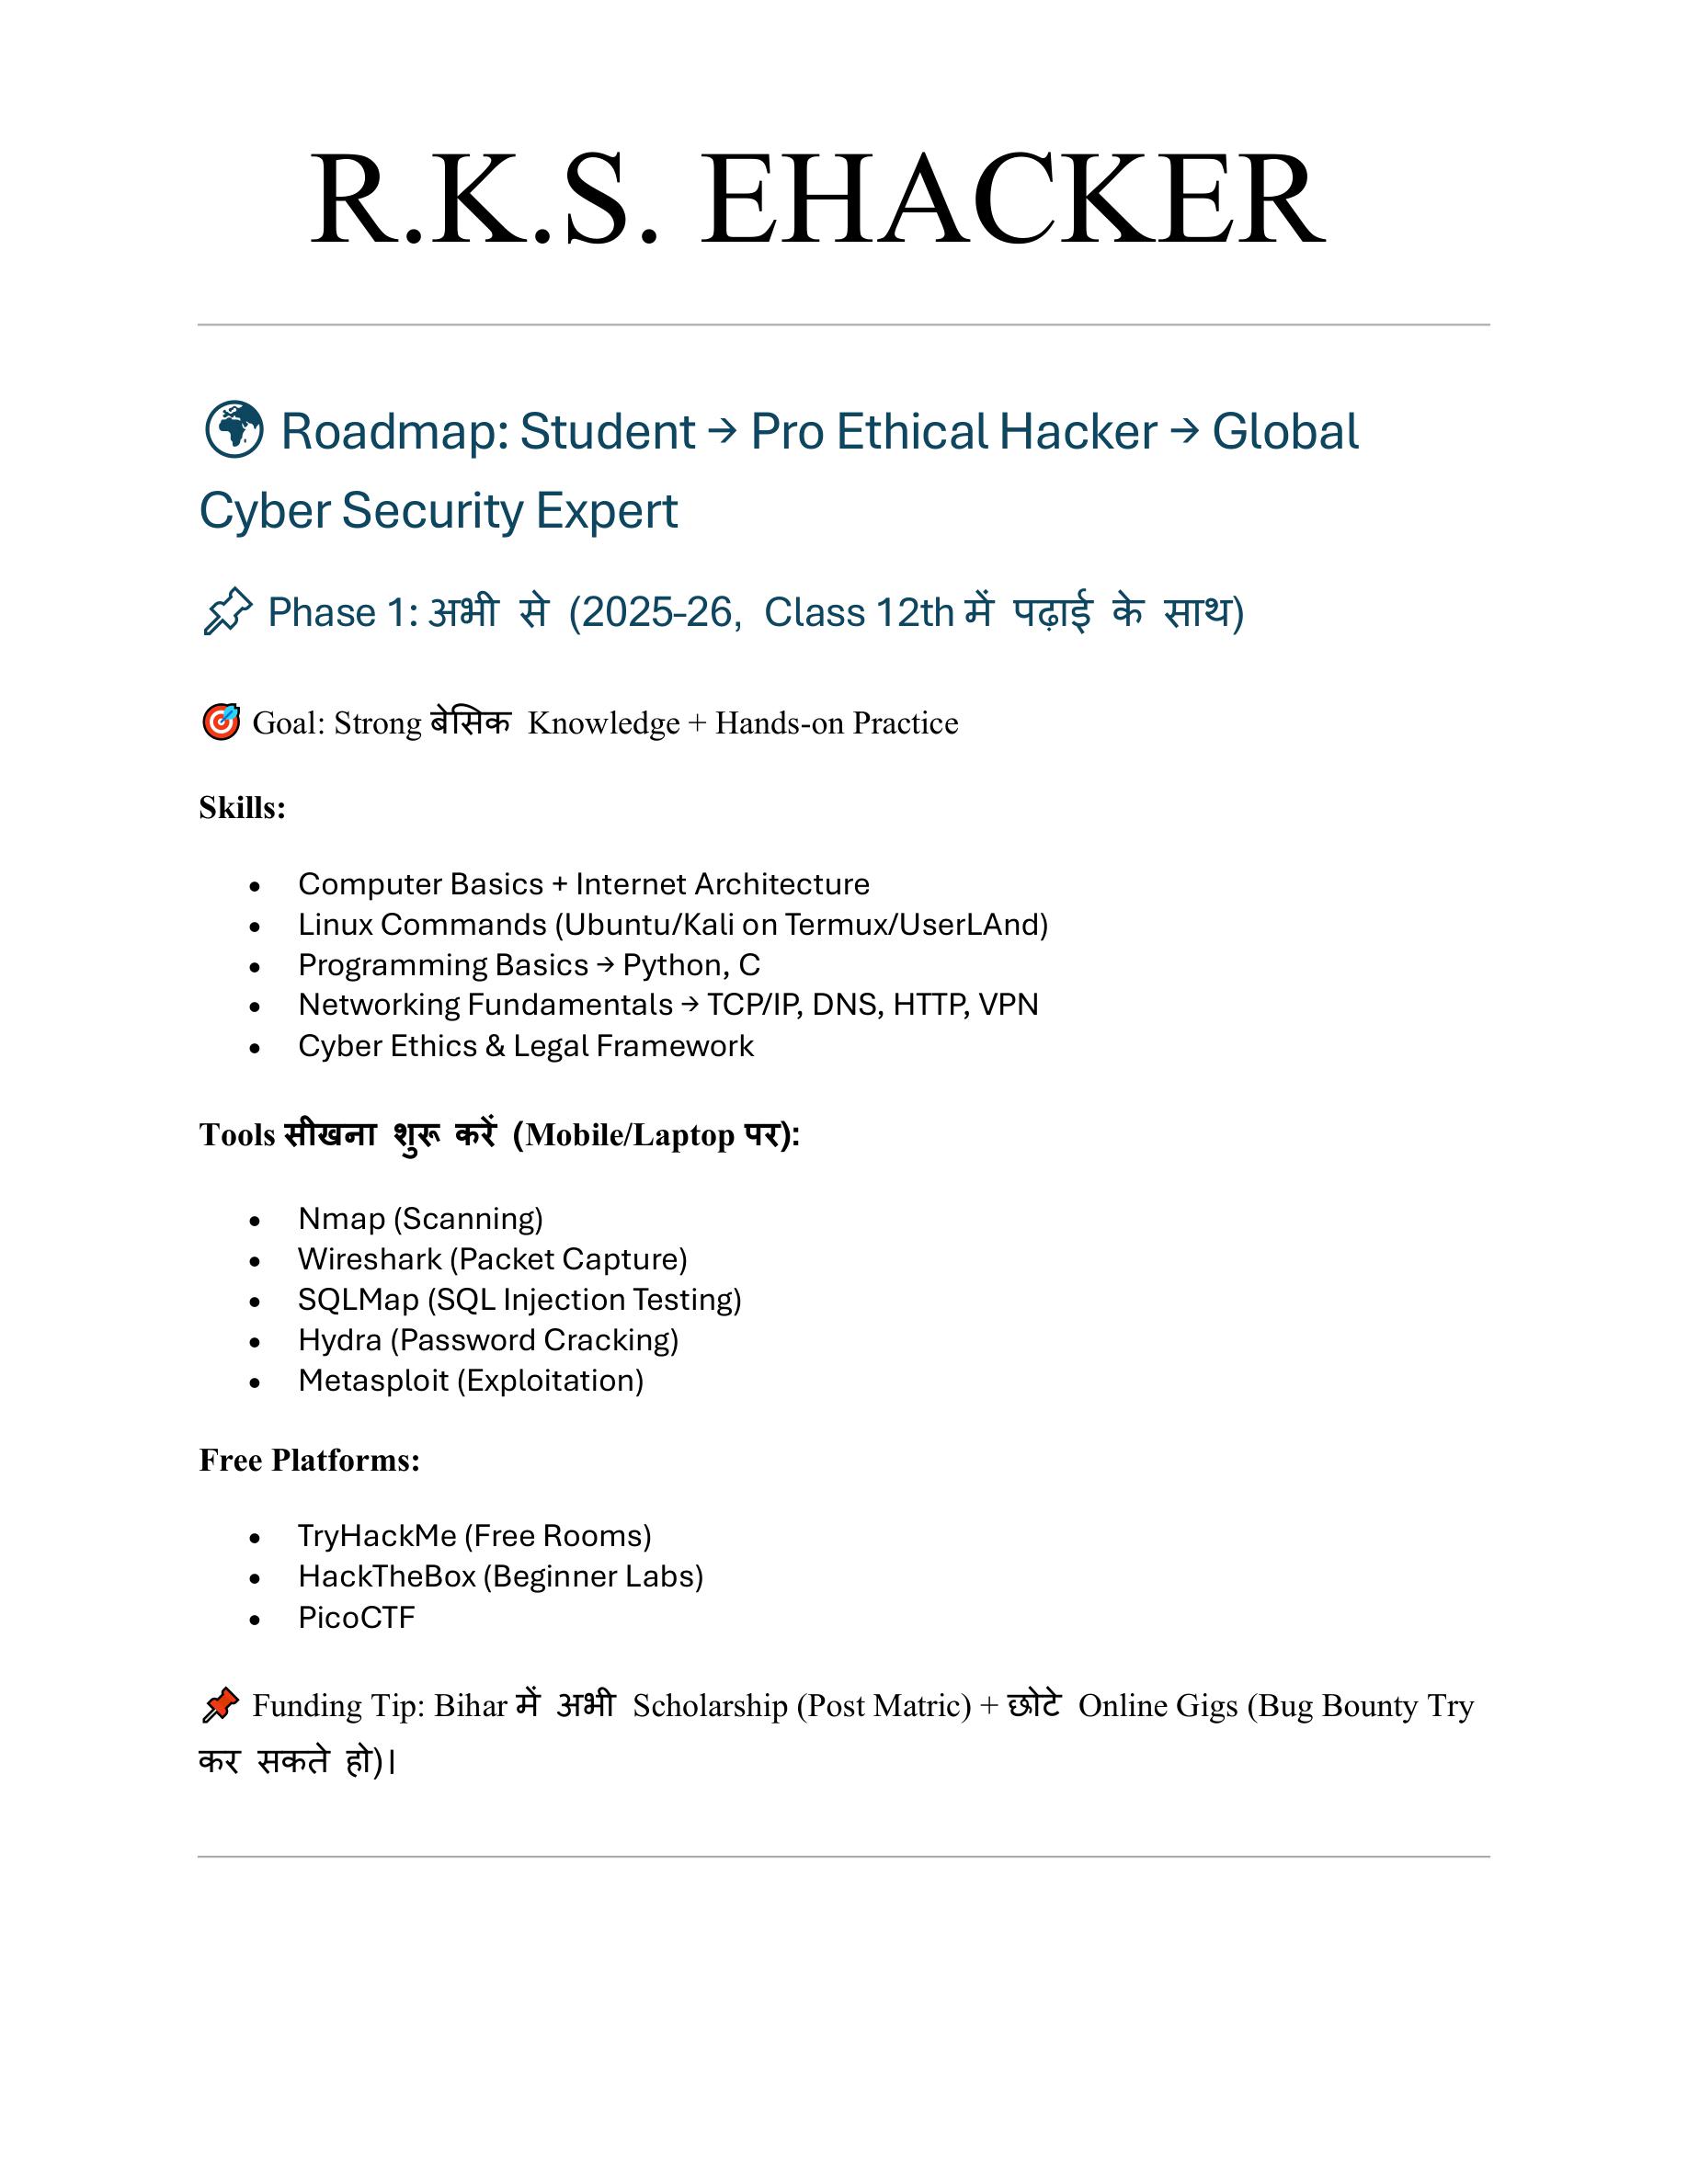 R.K.S. EHACKER
🌍 Roadmap: Student → Pro Ethical Hacker → Global
Cyber Security Expert
📌 Phase 1: अभी से (2025–26, Class 12th में पढ़ाई के साथ)
🎯 Goal: Strong बेसिक Knowledge + Hands-on Practice
Skills:
• Computer Basics + Internet Architecture
• Linux Commands (Ubuntu/Kali on Termux/UserLAnd)
• Programming Basics → Python, C
• Networking Fundamentals → TCP/IP, DNS, HTTP, VPN
• Cyber Ethics & Legal Framework
Tools सीखना शुरू करें (Mobile/Laptop पर):
• Nmap (Scanning)
• Wireshark (Packet Capture)
• SQLMap (SQL Injection Testing)
• Hydra (Password Cracking)
• Metasploit (Exploitation)
Free Platforms:
• TryHackMe (Free Rooms)
• HackTheBox (Beginner Labs)
• PicoCTF
📌 Funding Tip: Bihar में अभी Scholarship (Post Matric) + छोटे Online Gigs (Bug Bounty Try
कर सकते हो)।